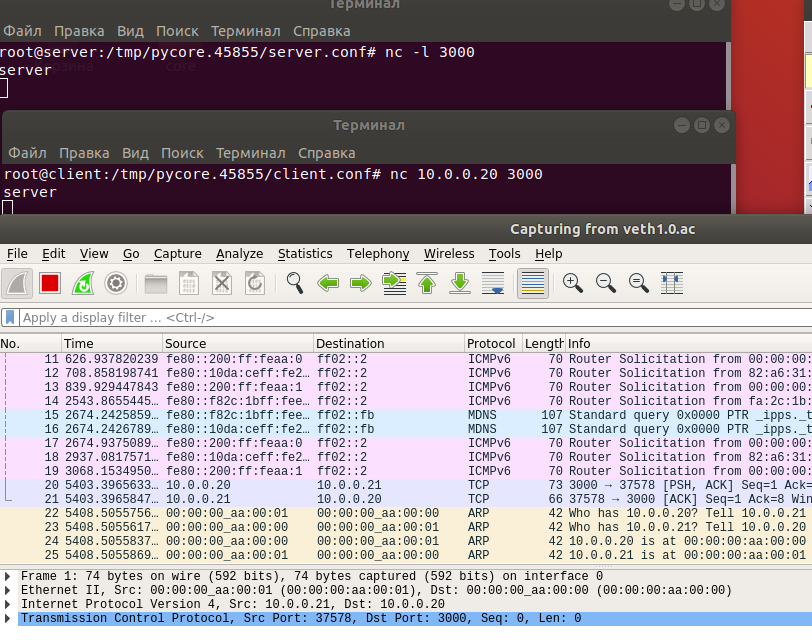 Терминал
Файл Правка Вид Поиск Терминал Справка
root@server:/tmp/pycore.45855/server.conf# nc -l 3000
server
Терминал
Файл Правка Вид Поиск Терминал Справка
root@client:/tmp/pycore.45855/client.conf# nc 10.0.0.20 3000
server
Capturing from veth1.0.ac
File Edit View Go Capture Analyze Statistics Telephony Wireless Tools Help
Apply a display filter ... <Ctrl-/>
No. Time Source Destination Protocol Length Info
11 626.937820239 fe80::200:ff:feaa:0 ff02::2 ICMPv6 70 Router Solicitation from 00:00:00:
12 708.858198741 fe80::10da:ceff:fe2… ff02::2 ICMPv6 70 Router Solicitation from 82:a6:31:
13 839.929447843 fe80::200:ff:feaa:1 ff02::2 ICMPv6 70 Router Solicitation from 00:00:00:
14 2543.8655445… fe80::f82c:1bff:fee… ff02::2 ICMPv6 70 Router Solicitation from fa:2c:1b:
15 2674.2425859… fe80::f82c:1bff:fee… ff02::fb MDNS 107 Standard query 0x0000 PTR _ipps._t
16 2674.2426789… fe80::10da:ceff:fe2… ff02::fb MDNS 107 Standard query 0x0000 PTR _ipps._t
17 2674.9375089… fe80::200:ff:feaa:0 ff02::2 ICMPv6 70 Router Solicitation from 00:00:00:
18 2937.0817571… fe80::10da:ceff:fe2… ff02::2 ICMPv6 70 Router Solicitation from 82:a6:31:
19 3068.1534950… fe80::200:ff:feaa:1 ff02::2 ICMPv6 70 Router Solicitation from 00:00:00:
20 5403.3965633… 10.0.0.20 10.0.0.21 TCP 73 3000 → 37578 [PSH, ACK] Seq=1 Ack=
21 5403.3965847… 10.0.0.21 10.0.0.20 TCP 66 37578 → 3000 [ACK] Seq=1 Ack=8 Win
22 5408.5055756… 00:00:00_aa:00:01 00:00:00_aa:00:00 ARP 42 Who has 10.0.0.20? Tell 10.0.0.21
23 5408.5055617… 00:00:00_aa:00:00 00:00:00_aa:00:01 ARP 42 Who has 10.0.0.21? Tell 10.0.0.20
24 5408.5055837… 00:00:00_aa:00:00 00:00:00_aa:00:01 ARP 42 10.0.0.20 is at 00:00:00:aa:00:00
25 5408.5055869… 00:00:00_aa:00:01 00:00:00_aa:00:00 ARP 42 10.0.0.21 is at 00:00:00:aa:00:01
Frame 1: 74 bytes on wire (592 bits), 74 bytes captured (592 bits) on interface 0
Ethernet II, Src: 00:00:00_aa:00:01 (00:00:00:aa:00:01), Dst: 00:00:00_aa:00:00 (00:00:00:aa:00:00)
Internet Protocol Version 4, Src: 10.0.0.21, Dst: 10.0.0.20
Transmission Control Protocol, Src Port: 37578, Dst Port: 3000, Seq: 0, Len: 0